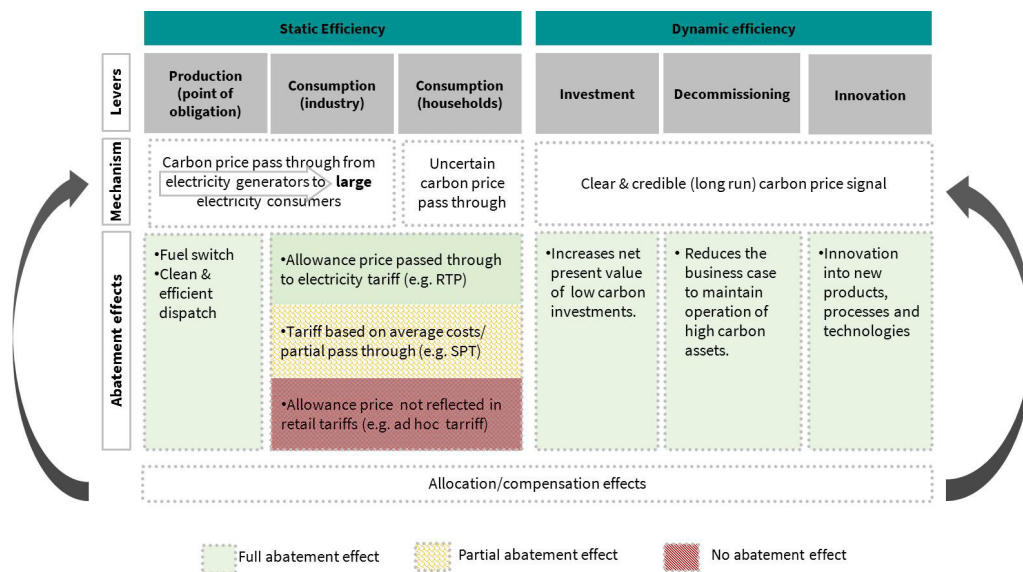 Static Efficiency
Dynamic efficiency
Levers
Production
(point of
obligation)
Consumption
(industry)
Consumption
(households)
Investment
Decommissioning
Innovation
Mechanism
Carbon price pass through from
electricity generators to large
electricity consumers
Uncertain
carbon price
pass through
Clear & credible (long run) carbon price signal
Abatement effects
•Fuel switch
•Clean &
efficient
dispatch
•Allowance price passed through
to electricity tariff (e.g. RTP)
•Tariff based on average costs/
partial pass through (e.g. SPT)
•Allowance price not reflected in
retail tariffs (e.g. ad hoc tarriff)
•Increases net
present value
of low carbon
investments.
• Reduces the
business case
to maintain
operation of
high carbon
assets.
•Innovation
into new
products,
processes and
technologies
Allocation/compensation effects
Full abatement effect
Partial abatement effect
No abatement effect